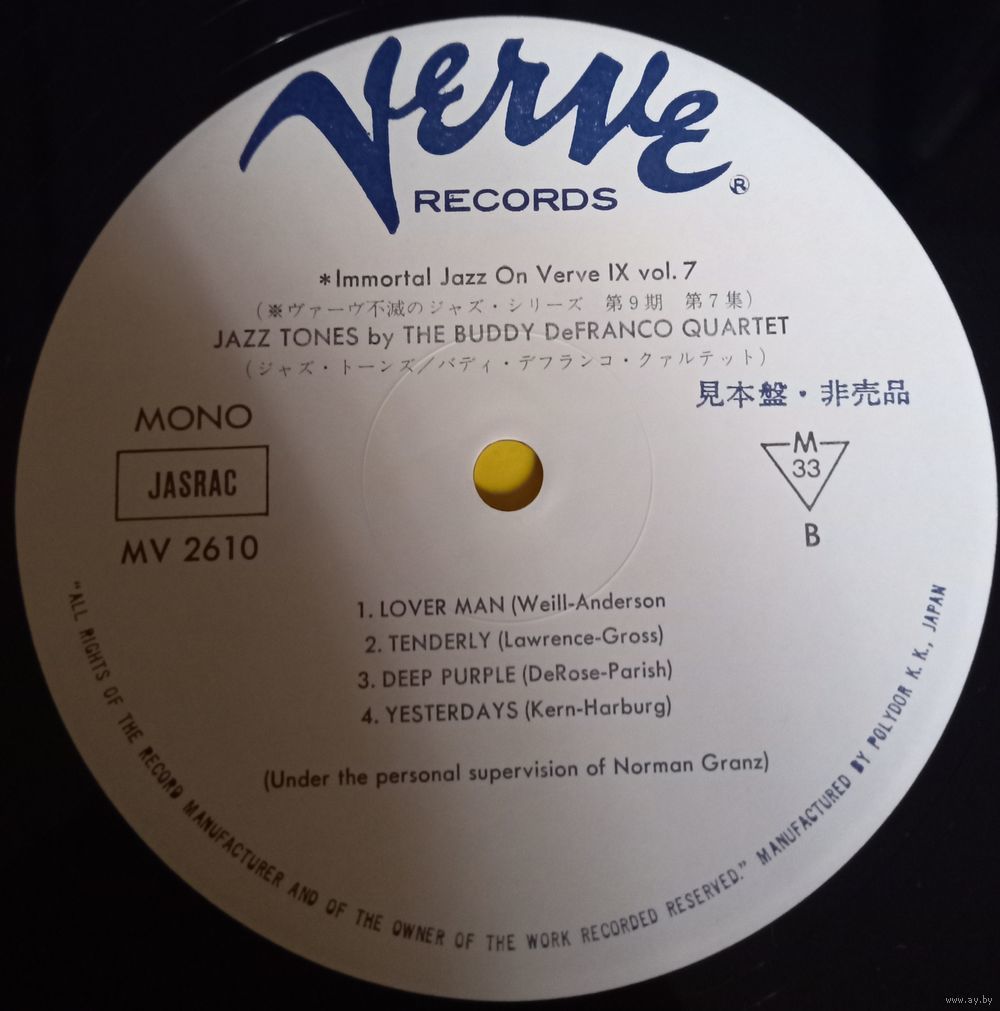 Verve
RECORDS ®
*Immortal Jazz On Verve IX vol. 7
(※ヴァーヴ不滅のジャズ・シリーズ 第9期 第7集)
JAZZ TONES by THE BUDDY DeFRANCO QUARTET
(ジャズ・トーンズ/バディ・デフランコ・クァルテット)
見本盤・非売品
MONO
JASRAC
MV 2610
M
33
B
1. LOVER MAN (Weill-Anderson
2. TENDERLY (Lawrence-Gross)
3. DEEP PURPLE (DeRose-Parish)
4. YESTERDAYS (Kern-Harburg)
(Under the personal supervision of Norman Granz)
"ALL RIGHTS OF THE RECORD MANUFACTURER AND OF THE OWNER OF THE WORK RECORDED RESERVED." MANUFACTURED BY POLYDOR K. K., JAPAN
www.ay.by